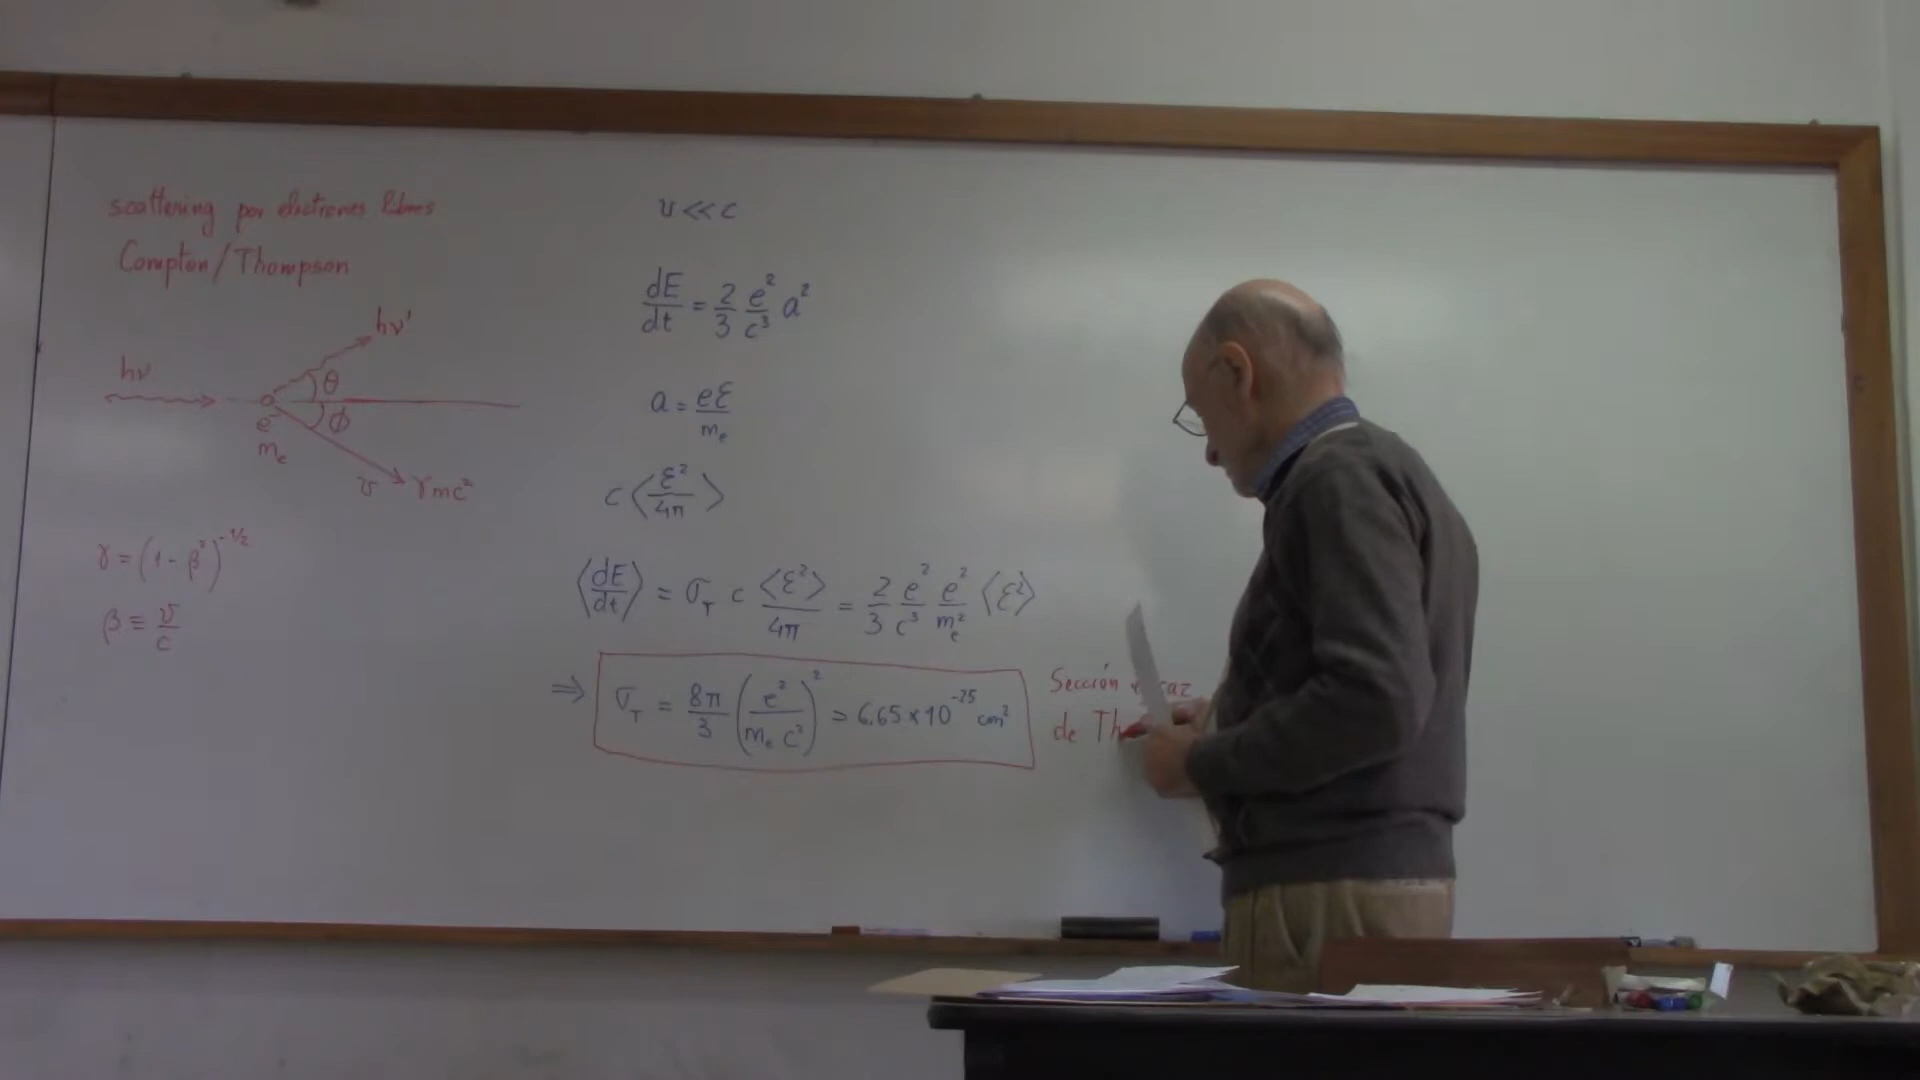 scattering por electrones libres
Compton/Thompson
hν'
hν
θ
φ
e⁻
mₑ
v
γmc²
γ = (1 - β²)^-1/2
β ≡ v/c
v << c
dE/dt = 2/3 e²/c³ a²
a = eℰ/mₑ
c ⟨ℰ²/4π⟩
⟨dE/dt⟩ = σ_T c ⟨ℰ²⟩/4π = 2/3 e²/c³ e²/mₑ² ⟨ℰ²⟩
⇒ σ_T = 8π/3 (e²/mₑ c²)² = 6.65 × 10^-25 cm²
Sección
de Th